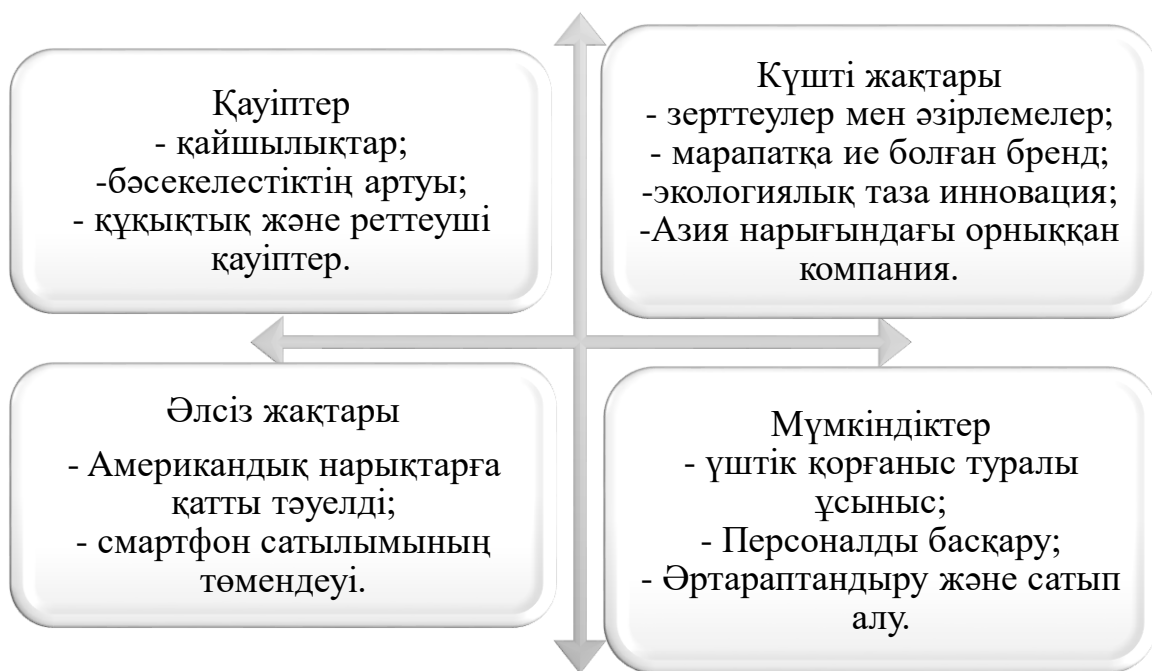 Қауіптер
- қайшылықтар;
-бәсекелестіктің артуы;
- құқықтық және реттеуші
қауіптер.
Күшті жақтары
- зерттеулер мен әзірлемелер;
- марапатқа ие болған бренд;
-экологиялық таза инновация;
-Азия нарығындағы орныққан
компания.
Әлсіз жақтары
- Американдық нарықтарға
қатты тәуелді;
- смартфон сатылымының
төмендеуі.
Мүмкіндіктер
- үштік қорғаныс туралы
ұсыныс;
- Персоналды басқару;
- Әртараптандыру және сатып
алу.